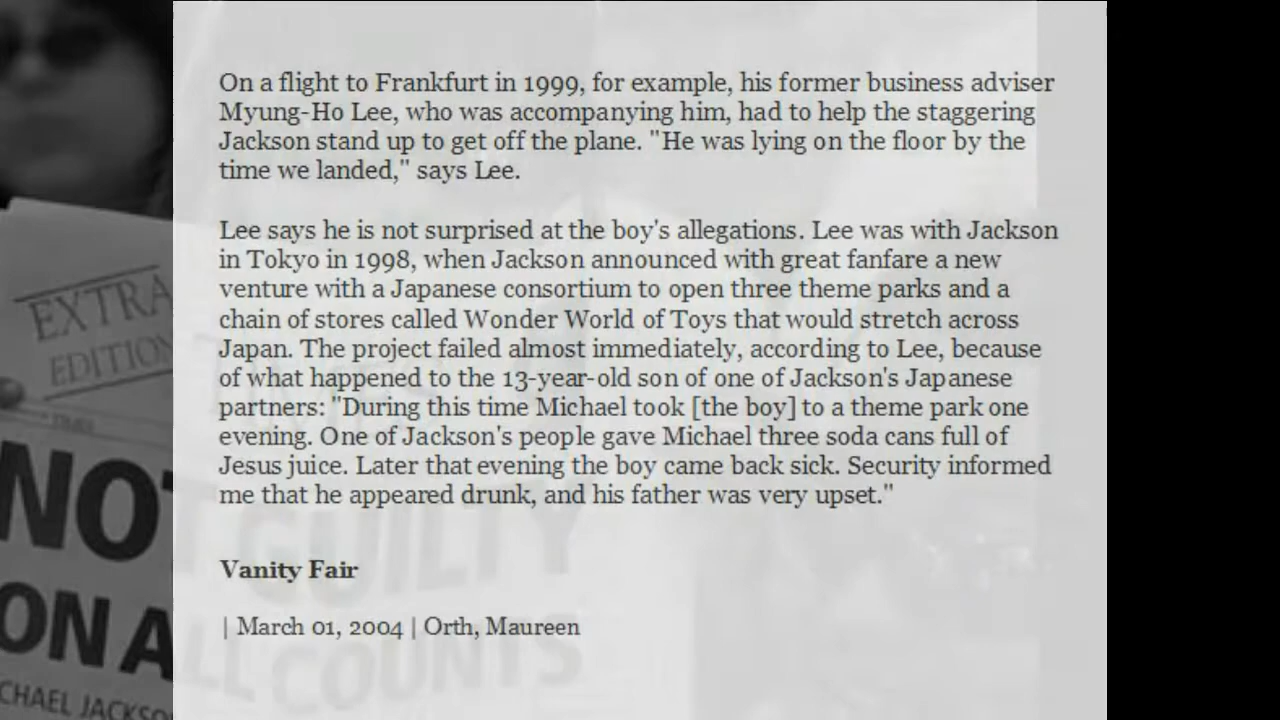 On a flight to Frankfurt in 1999, for example, his former business adviser
Myung-Ho Lee, who was accompanying him, had to help the staggering
Jackson stand up to get off the plane. "He was lying on the floor by the
time we landed," says Lee.
Lee says he is not surprised at the boy's allegations. Lee was with Jackson
in Tokyo in 1998, when Jackson announced with great fanfare a new
venture with a Japanese consortium to open three theme parks and a
chain of stores called Wonder World of Toys that would stretch across
Japan. The project failed almost immediately, according to Lee, because
of what happened to the 13-year-old son of one of Jackson's Japanese
partners: "During this time Michael took [the boy] to a theme park one
evening. One of Jackson's people gave Michael three soda cans full of
Jesus juice. Later that evening the boy came back sick. Security informed
me that he appeared drunk, and his father was very upset."
Vanity Fair
| March 01, 2004 | Orth, Maureen
EXTRA
EDITION
TIMES
NOT GUILTY
ON ALL COUNTS
CHAEL JACKSO